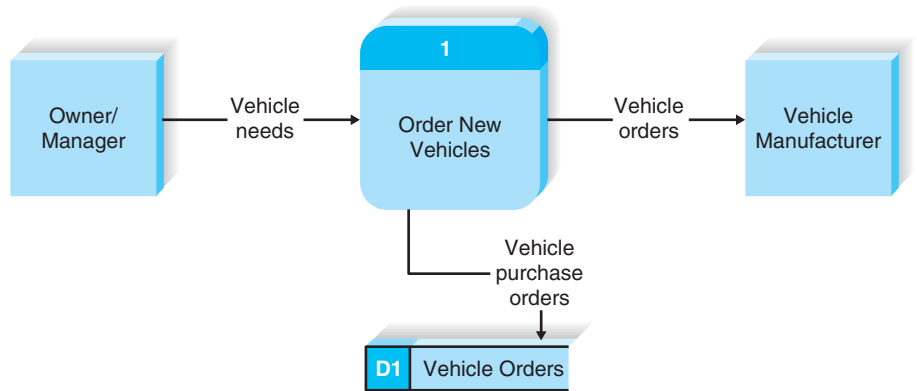 1
Owner/
Manager
Vehicle
needs
Order New
Vehicles
Vehicle
orders
Vehicle
Manufacturer
Vehicle
purchase
orders
D1 Vehicle Orders